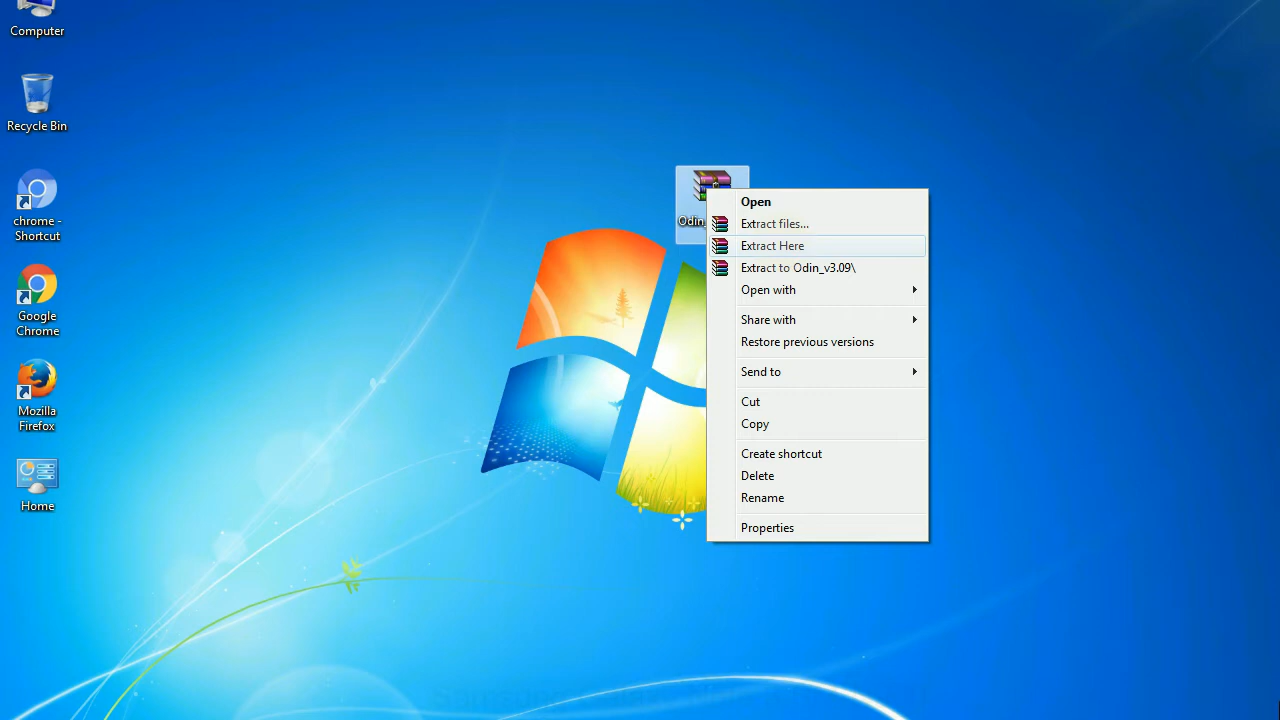 Computer
Recycle Bin
chrome -
Shortcut
Google
Chrome
Mozilla
Firefox
Home
Odin_
Open
Extract files...
Extract Here
Extract to Odin_v3.09\
Open with
Share with
Restore previous versions
Send to
Cut
Copy
Create shortcut
Delete
Rename
Properties